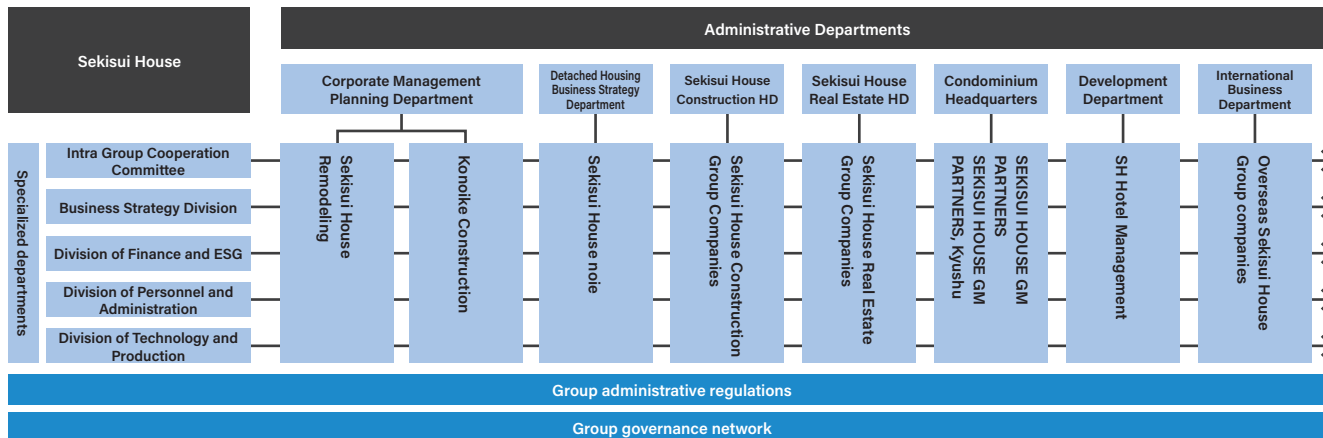 Sekisui House
Administrative Departments
Corporate Management
Planning Department
Detached Housing
Business Strategy
Department
Sekisui House
Construction HD
Sekisui House
Real Estate HD
Condominium
Headquarters
Development
Department
International
Business
Department
Specialized departments
Intra Group Cooperation
Committee
Business Strategy Division
Division of Finance and ESG
Division of Personnel and
Administration
Division of Technology and
Production
Sekisui House
Remodeling
Konoike Construction
Sekisui House noie
Sekisui House Construction
Group Companies
Sekisui House Real Estate
Group Companies
SEKISUI HOUSE GM
PARTNERS
SEKISUI HOUSE GM
PARTNERS, Kyushu
SH Hotel Management
Overseas Sekisui House
Group companies
Group administrative regulations
Group governance network